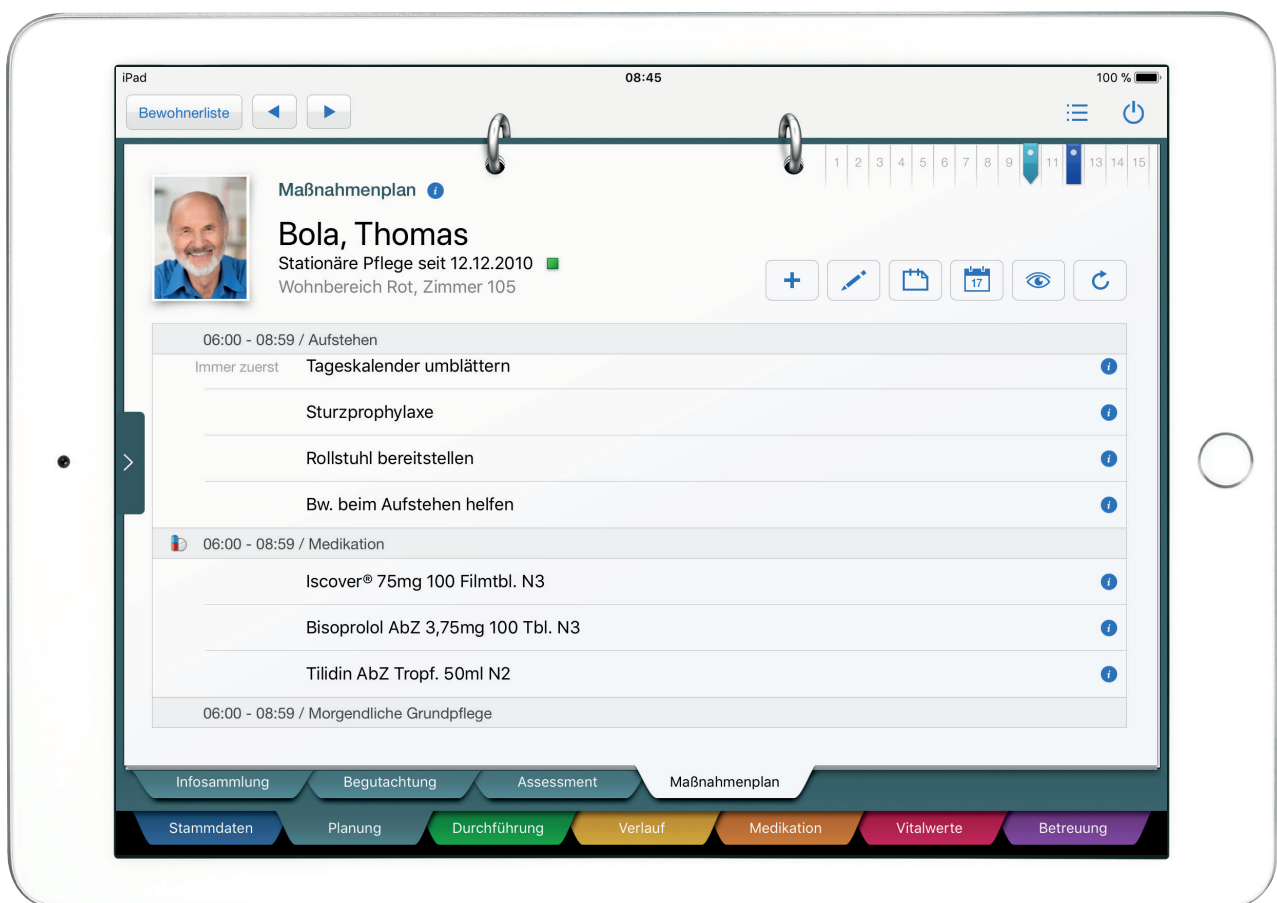 iPad 08:45 100 %
Bewohnerliste
1 2 3 4 5 6 7 8 9 11 13 14 15
Maßnahmenplan i
Bola, Thomas
Stationäre Pflege seit 12.12.2010
Wohnbereich Rot, Zimmer 105
17
06:00 - 08:59 / Aufstehen
Immer zuerst Tageskalender umblättern i
Sturzprophylaxe i
Rollstuhl bereitstellen i
Bw. beim Aufstehen helfen i
06:00 - 08:59 / Medikation
Iscover® 75mg 100 Filmtbl. N3 i
Bisoprolol AbZ 3,75mg 100 Tbl. N3 i
Tilidin AbZ Tropf. 50ml N2 i
06:00 - 08:59 / Morgendliche Grundpflege
Infosammlung Begutachtung Assessment Maßnahmenplan
Stammdaten Planung Durchführung Verlauf Medikation Vitalwerte Betreuung